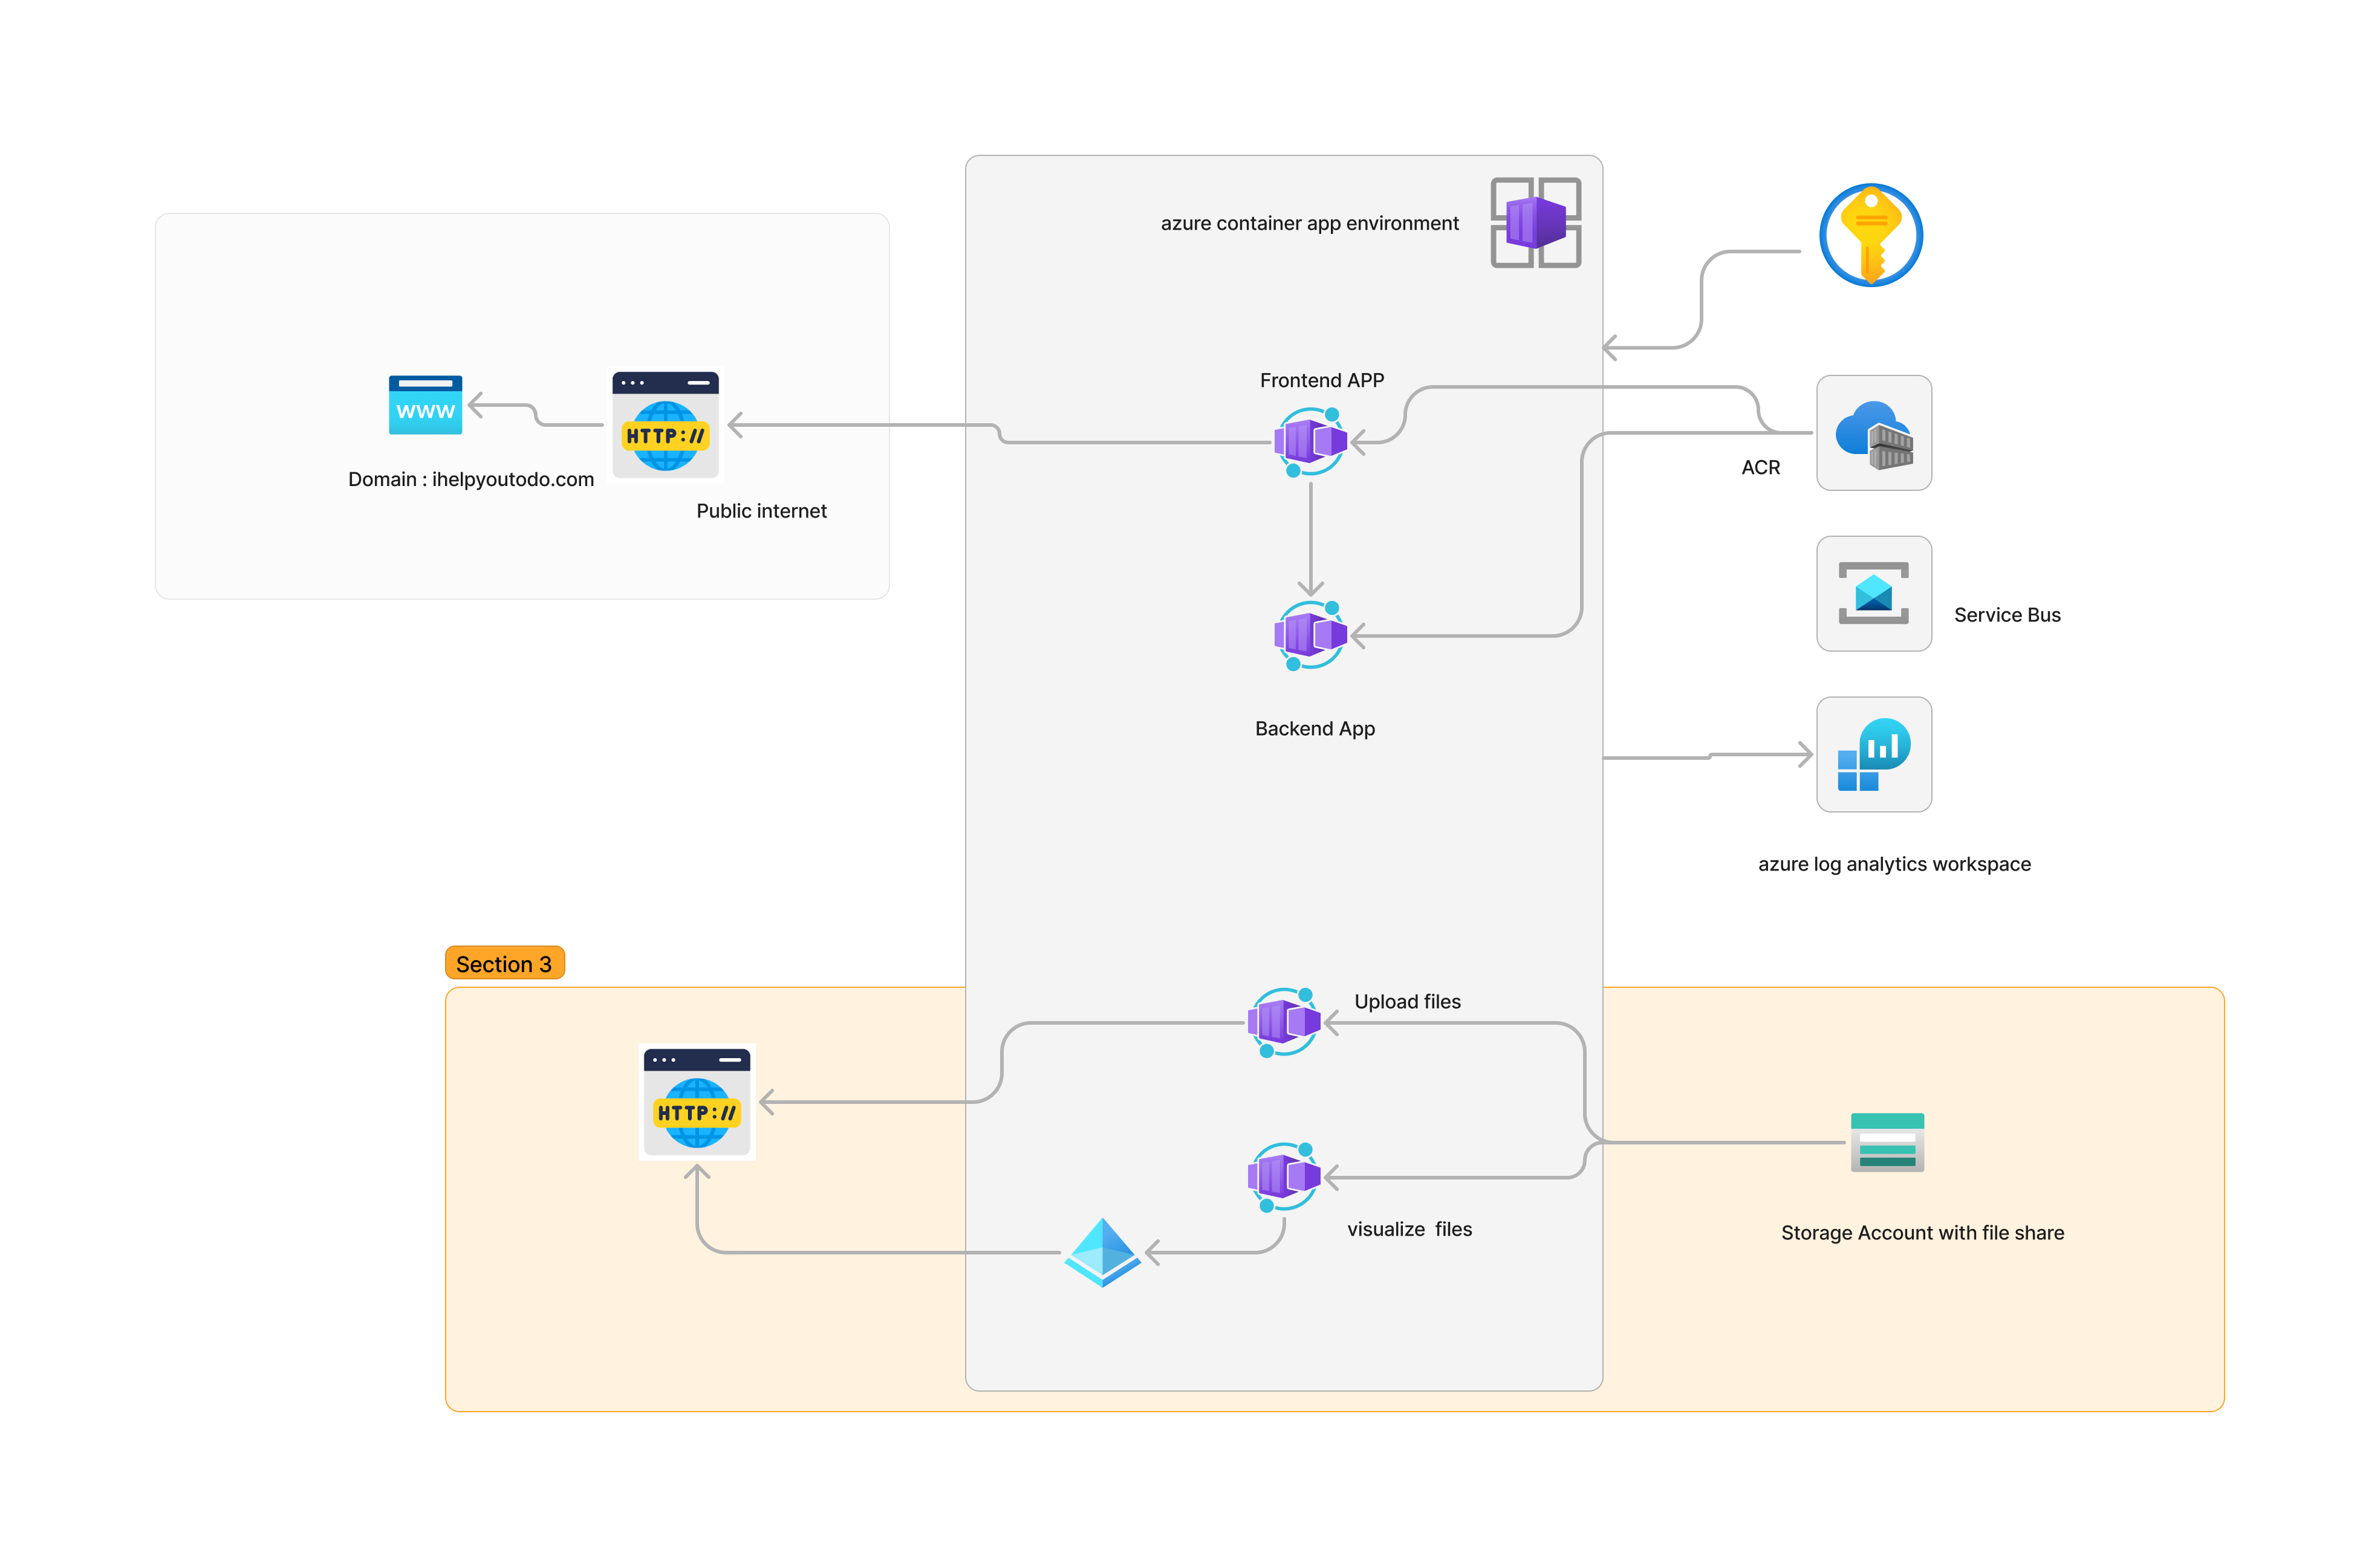 azure container app environment
Frontend APP
WWW
HTTP://
Domain : ihelpyoutodo.com
Public internet
ACR
Service Bus
Backend App
azure log analytics workspace
Section 3
Upload files
HTTP://
visualize  files
Storage Account with file share